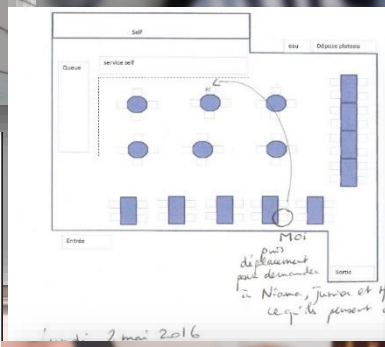 Self
eau Dépose plateau
Queue
service self
Entrée
Moi
puis
déplacement
pour demander
à Niama, Junior et
Sortie
ce qu'ils pensent
lundi 2 mai 2016